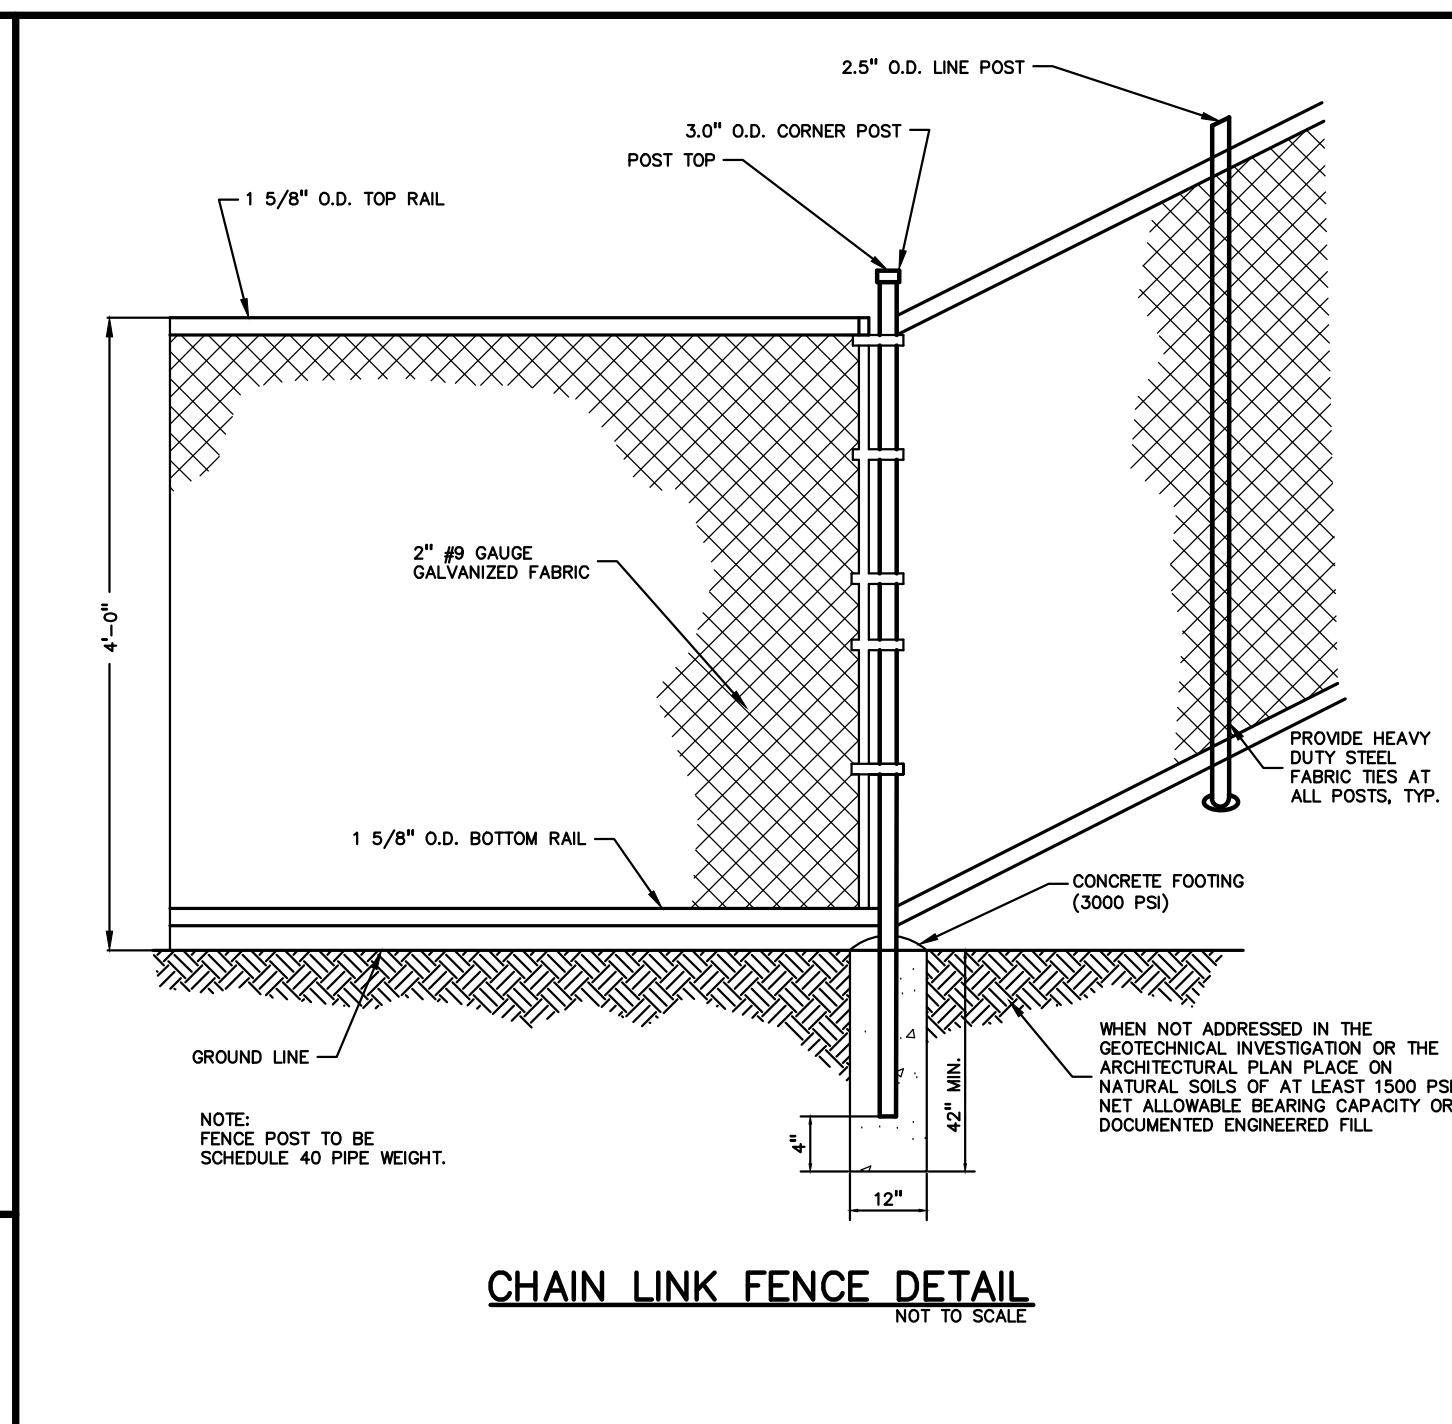 2.5" O.D. LINE POST
3.0" O.D. CORNER POST
POST TOP
1 5/8" O.D. TOP RAIL
2" #9 GAUGE
GALVANIZED FABRIC
4'-0"
PROVIDE HEAVY
DUTY STEEL
FABRIC TIES AT
ALL POSTS, TYP.
1 5/8" O.D. BOTTOM RAIL
CONCRETE FOOTING
(3000 PSI)
GROUND LINE
WHEN NOT ADDRESSED IN THE
GEOTECHNICAL INVESTIGATION OR THE
ARCHITECTURAL PLAN PLACE ON
NATURAL SOILS OF AT LEAST 1500 PSI
NET ALLOWABLE BEARING CAPACITY OR
DOCUMENTED ENGINEERED FILL
42" MIN.
NOTE:
FENCE POST TO BE
SCHEDULE 40 PIPE WEIGHT.
4"
12"
CHAIN LINK FENCE DETAIL
NOT TO SCALE